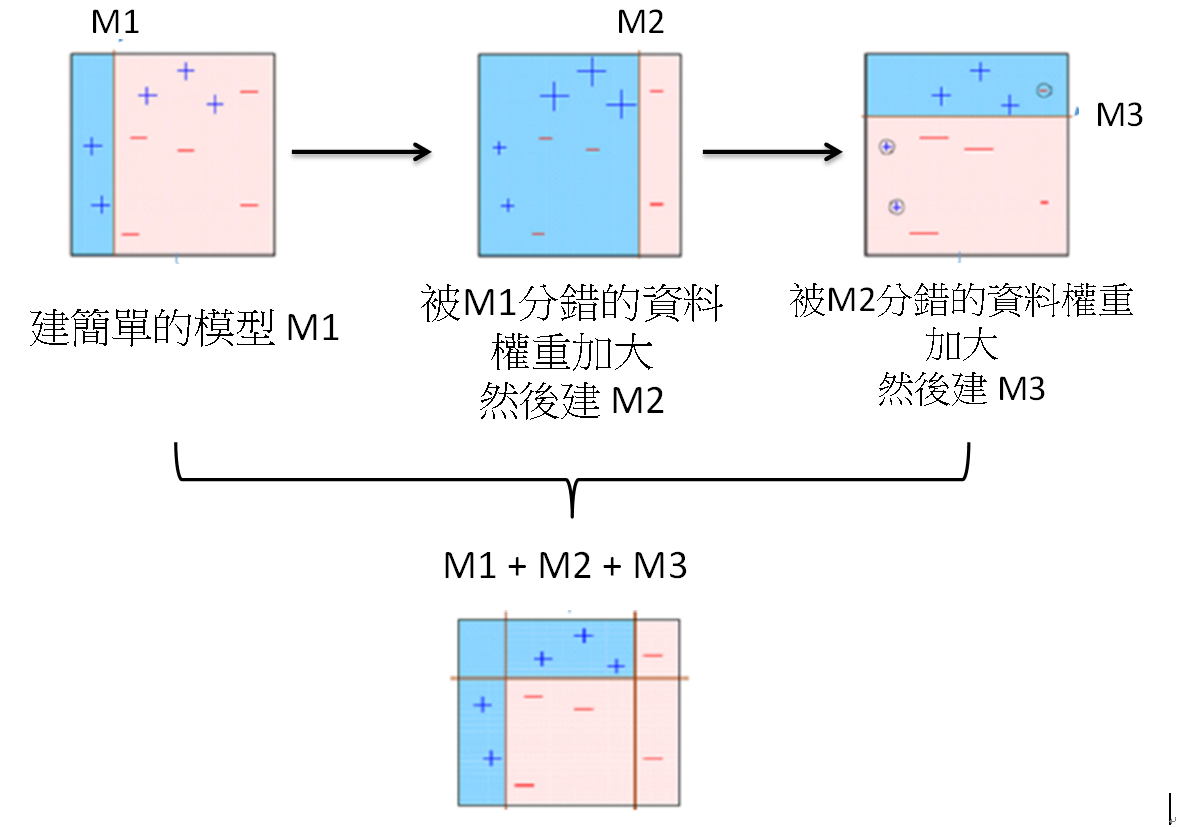 M1
M2
M3
建簡單的模型 M1
被M1分錯的資料
權重加大
然後建 M2
被M2分錯的資料權重
加大
然後建 M3
M1 + M2 + M3